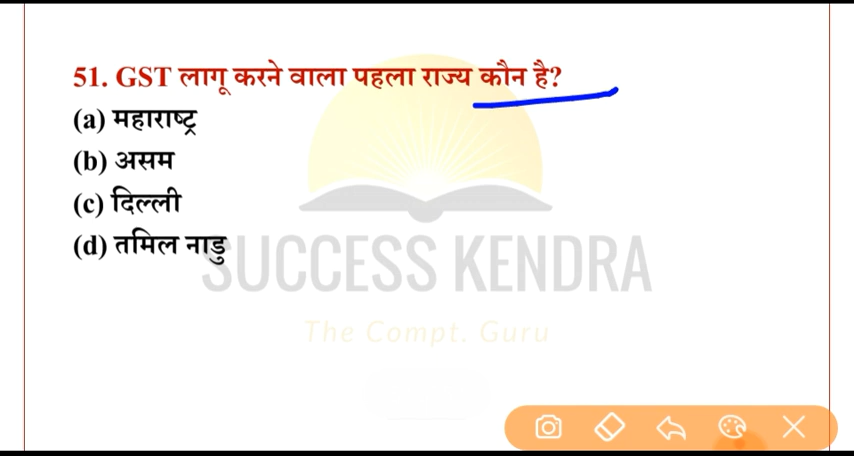 51. GST लागू करने वाला पहला राज्य कौन है?
(a) महाराष्ट्र
(b) असम
(c) दिल्ली
(d) तमिल नाडु
SUCCESS KENDRA
The Compt. Guru